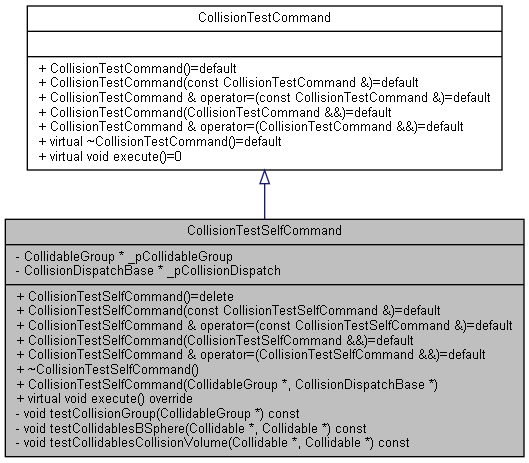 CollisionTestCommand
+ CollisionTestCommand()=default
+ CollisionTestCommand(const CollisionTestCommand &)=default
+ CollisionTestCommand & operator=(const CollisionTestCommand &)=default
+ CollisionTestCommand(CollisionTestCommand &&)=default
+ CollisionTestCommand & operator=(CollisionTestCommand &&)=default
+ virtual ~CollisionTestCommand()=default
+ virtual void execute()=0
CollisionTestSelfCommand
- CollidableGroup * _pCollidableGroup
- CollisionDispatchBase * _pCollisionDispatch
+ CollisionTestSelfCommand()=delete
+ CollisionTestSelfCommand(const CollisionTestSelfCommand &)=default
+ CollisionTestSelfCommand & operator=(const CollisionTestSelfCommand &)=default
+ CollisionTestSelfCommand(CollisionTestSelfCommand &&)=default
+ CollisionTestSelfCommand & operator=(CollisionTestSelfCommand &&)=default
+ ~CollisionTestSelfCommand()
+ CollisionTestSelfCommand(CollidableGroup *, CollisionDispatchBase *)
+ virtual void execute() override
- void testCollisionGroup(CollidableGroup *) const
- void testCollidablesBSphere(Collidable *, Collidable *) const
- void testCollidablesCollisionVolume(Collidable *, Collidable *) const